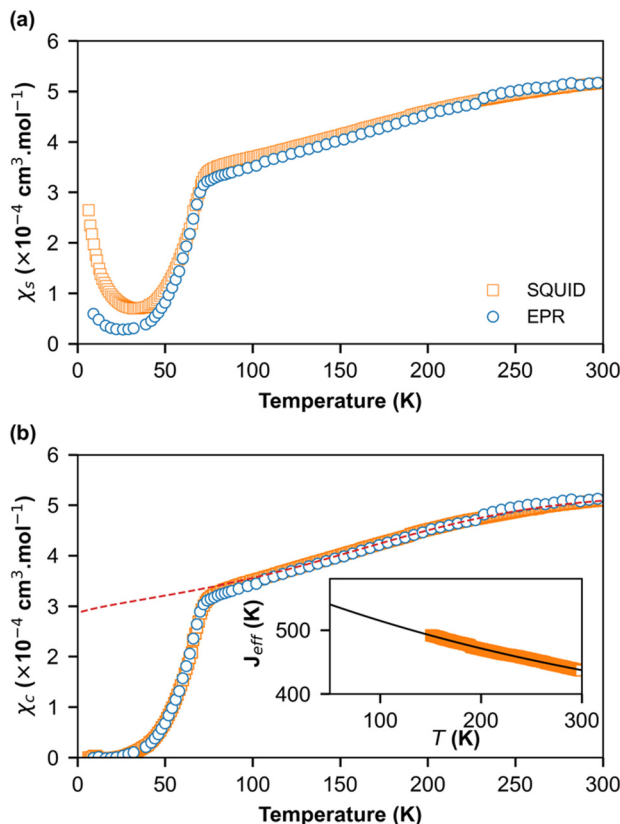 (a)
6
5
4
3
2
1
0
χₛ (×10⁻⁴ cm³.mol⁻¹)
SQUID
EPR
0 50 100 150 200 250 300
Temperature (K)
(b)
6
5
4
3
2
1
0
χ꜀ (×10⁻⁴ cm³.mol⁻¹)
500
400
J_eff (K)
100 200 300
T (K)
0 50 100 150 200 250 300
Temperature (K)